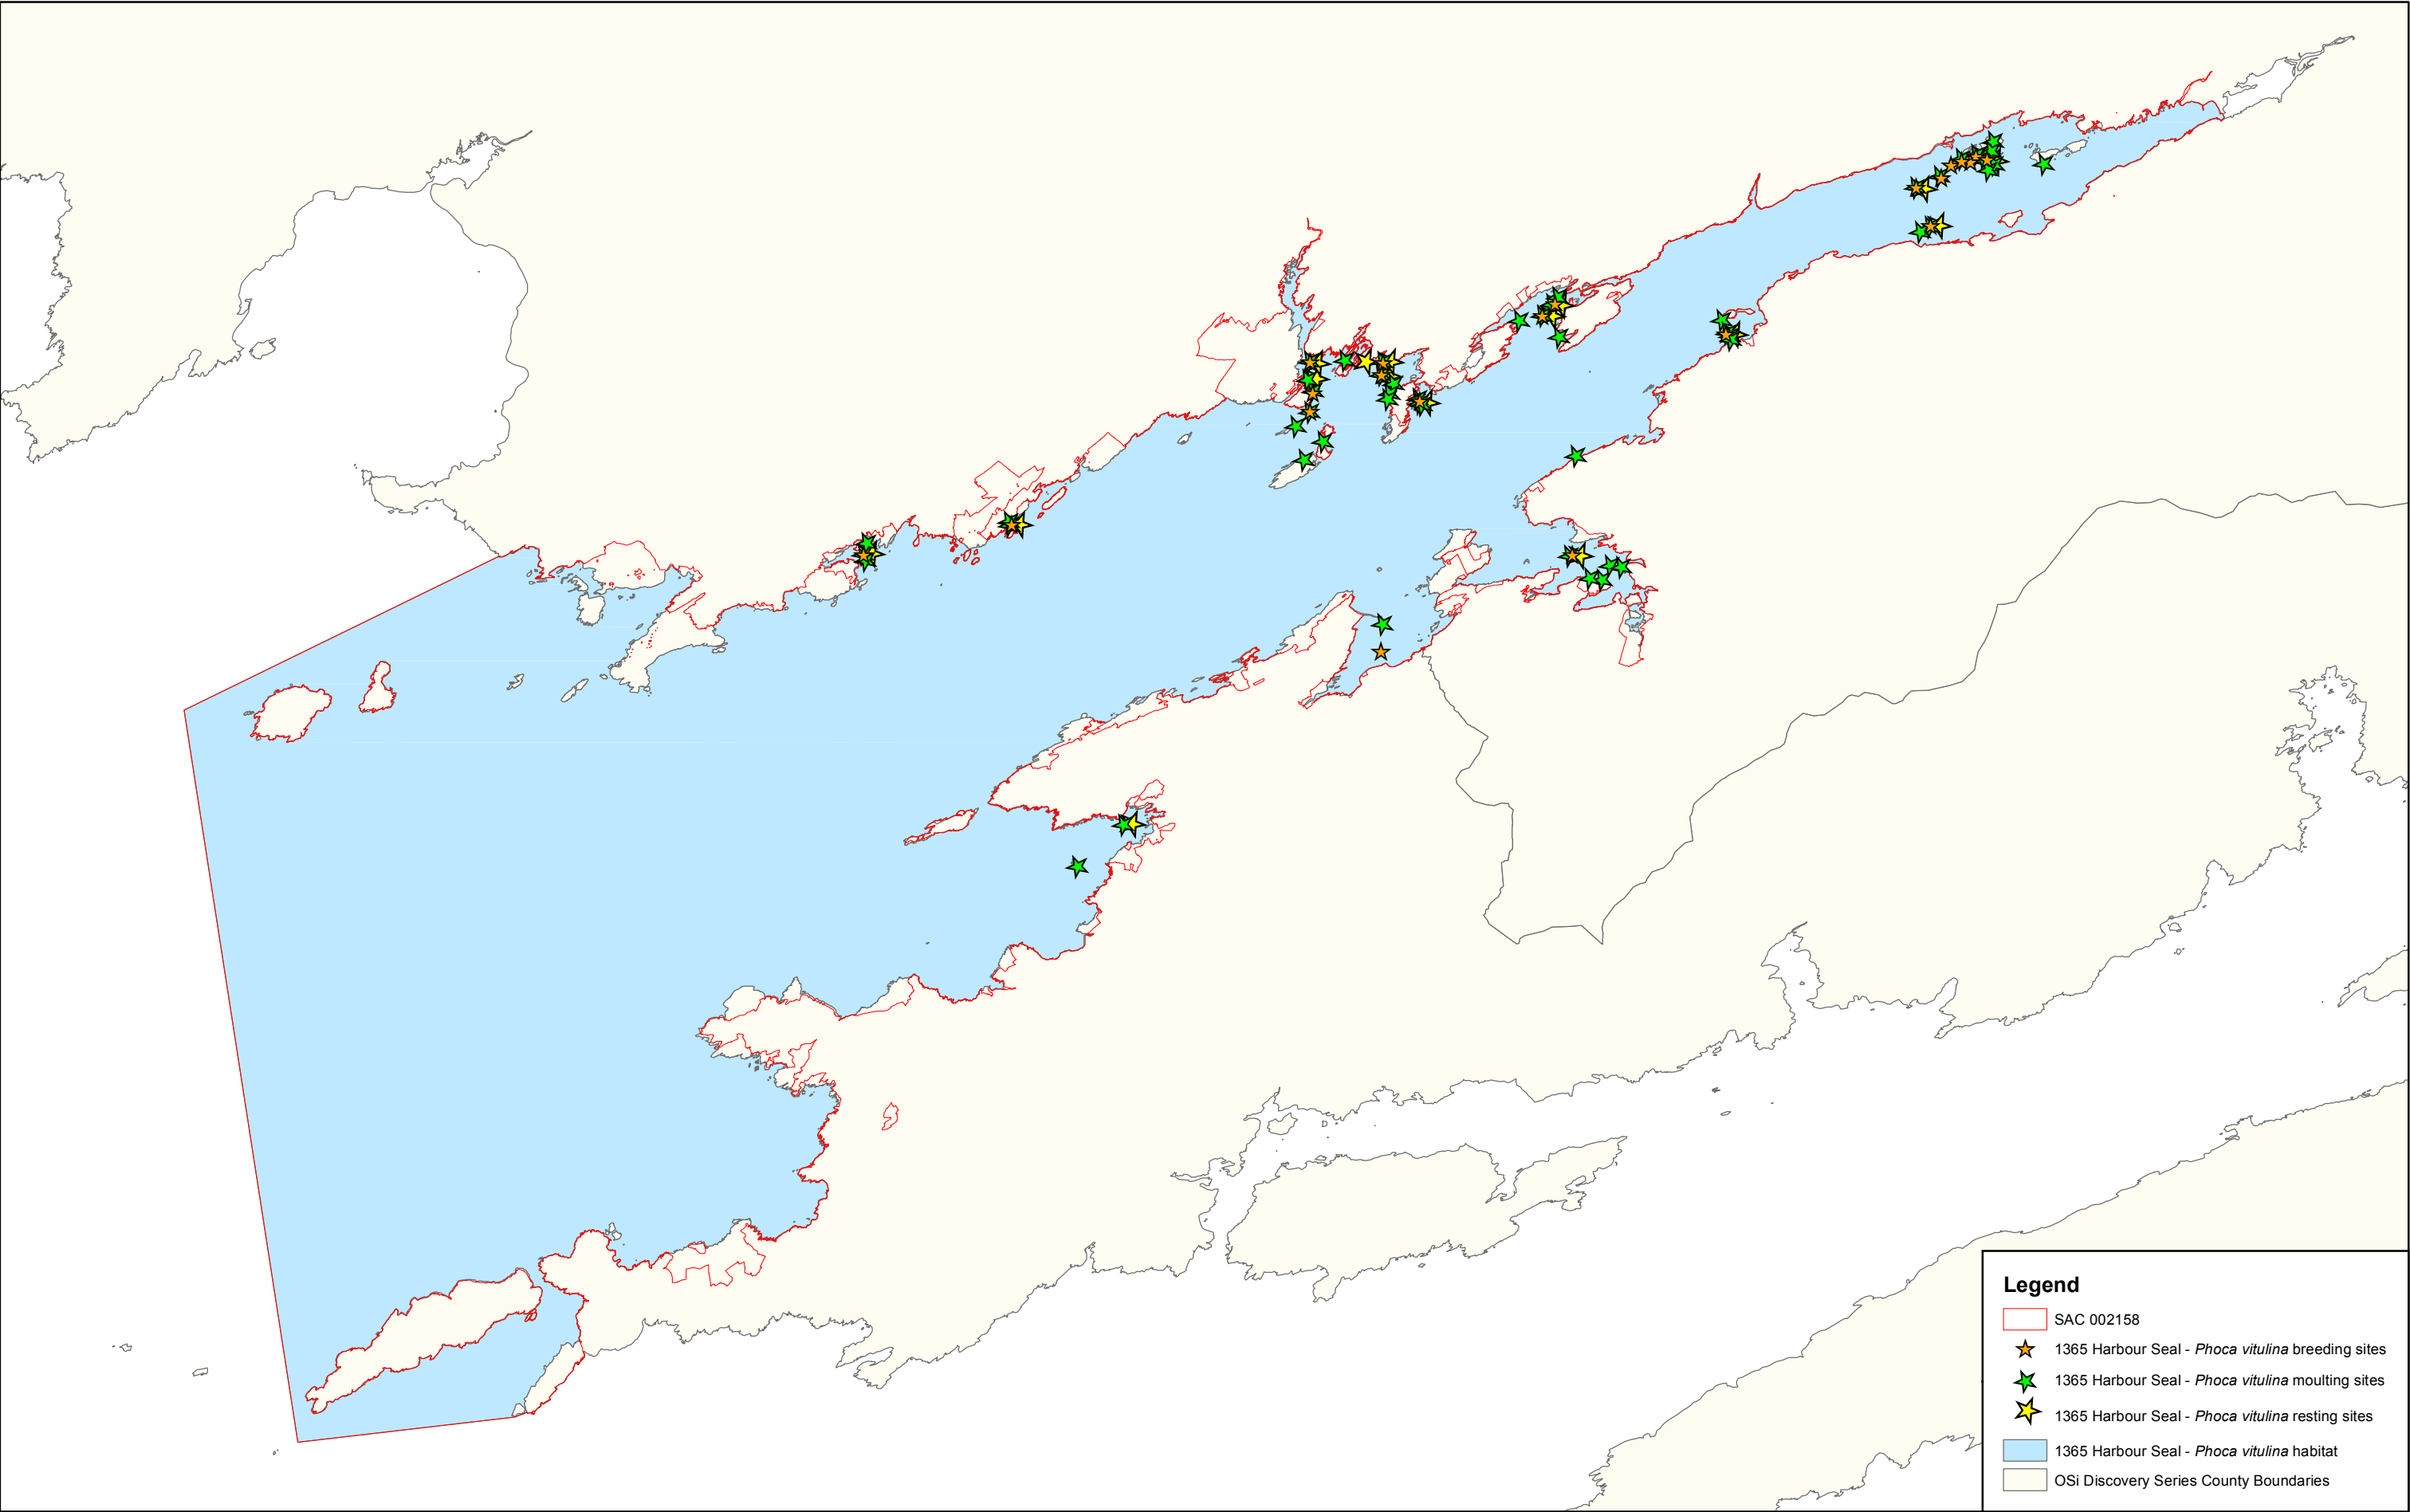 Legend
SAC 002158
1365 Harbour Seal - Phoca vitulina breeding sites
1365 Harbour Seal - Phoca vitulina moulting sites
1365 Harbour Seal - Phoca vitulina resting sites
1365 Harbour Seal - Phoca vitulina habitat
OSi Discovery Series County Boundaries